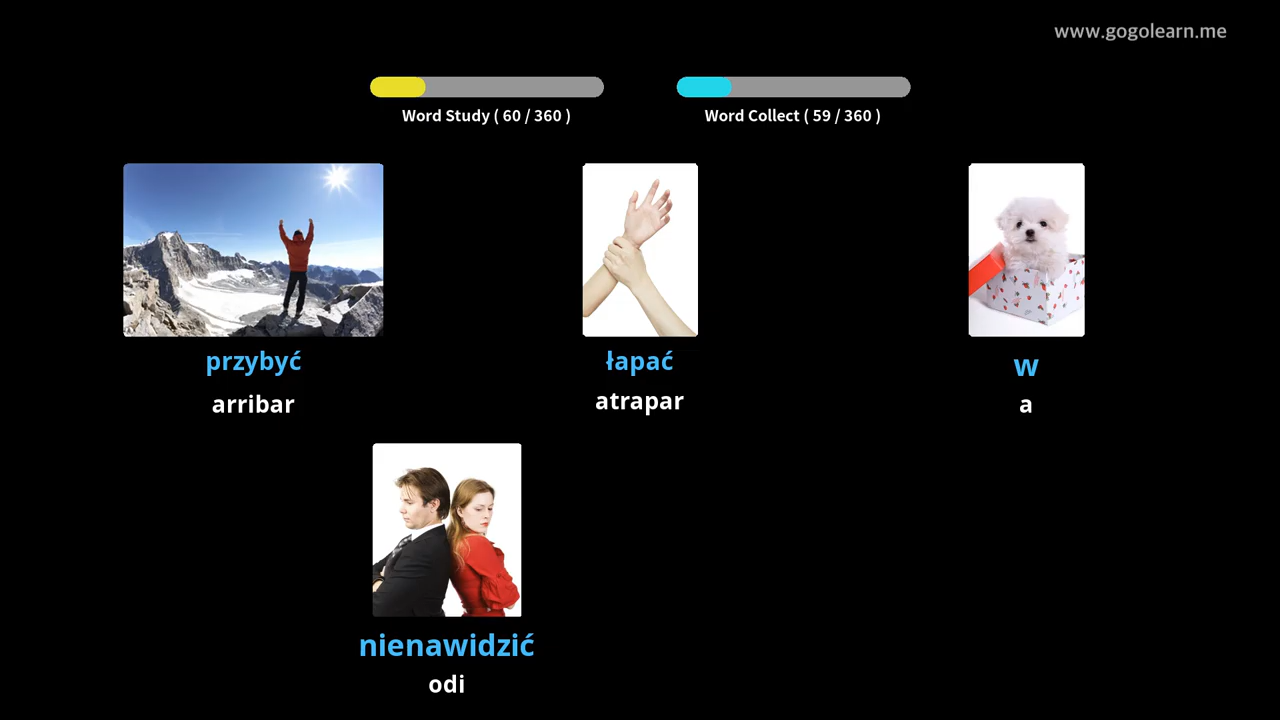 www.gogolearn.me
Word Study ( 60 / 360 )
Word Collect ( 59 / 360 )
przybyć
łapać
w
arribar
atrapar
a
nienawidzić
odi